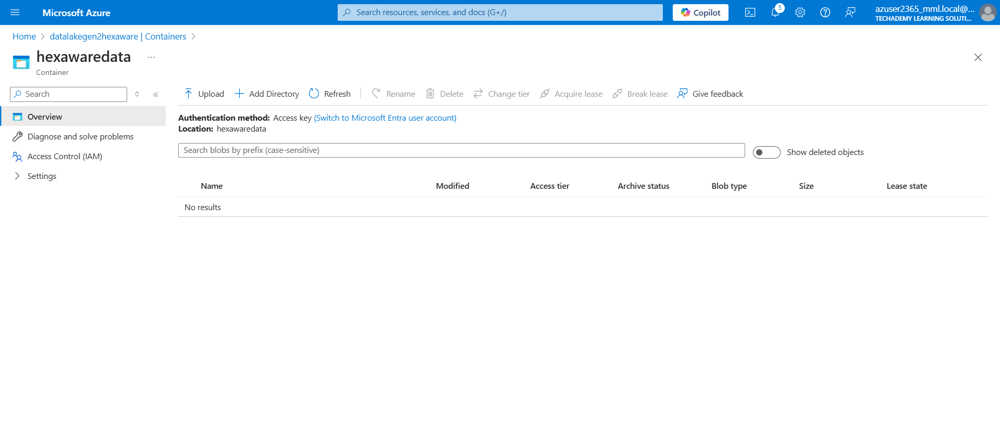 Microsoft Azure
Search resources, services, and docs (G+/)
Copilot
5
azuser2365_mml.local@...
TECHADEMY LEARNING SOLUTI...
Home > datalakegen2hexaware | Containers >
hexawaredata ...
Container
Search
Upload Add Directory Refresh Rename Delete Change tier Acquire lease Break lease Give feedback
Overview
Diagnose and solve problems
Access Control (IAM)
Settings
Authentication method: Access key (Switch to Microsoft Entra user account)
Location: hexawaredata
Search blobs by prefix (case-sensitive)
Show deleted objects
Name Modified Access tier Archive status Blob type Size Lease state
No results